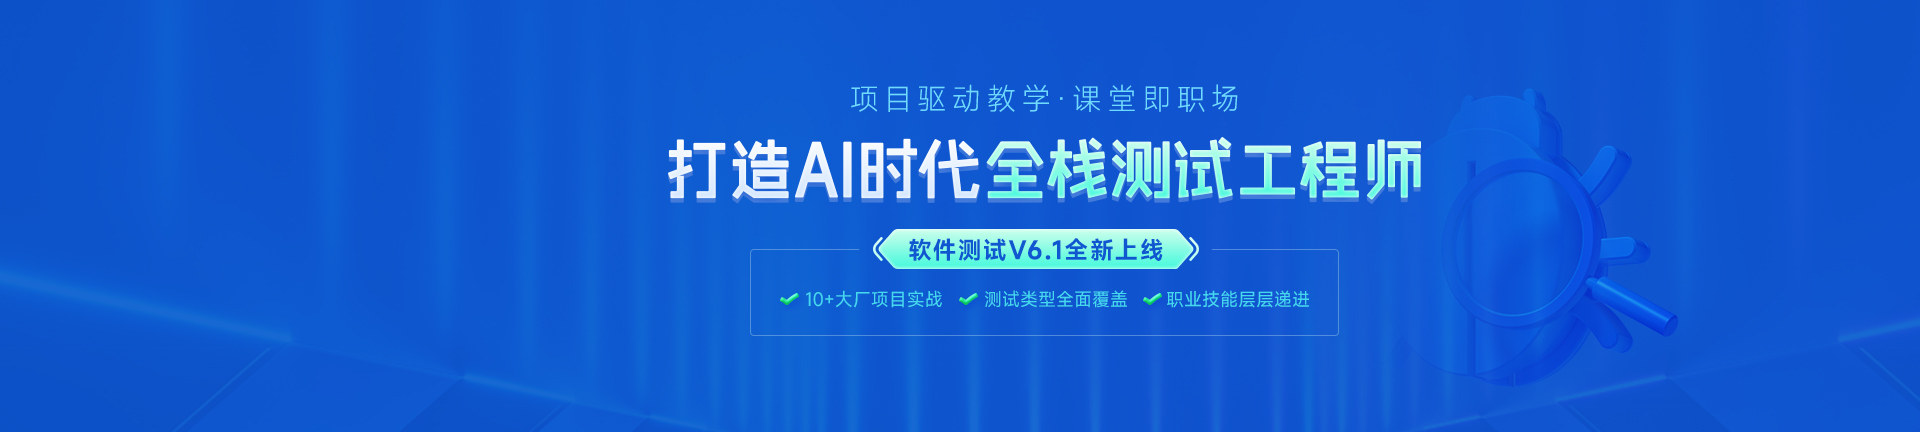 项目驱动教学·课堂即职场
打造AI时代全栈测试工程师
软件测试V6.1全新上线
10+大厂项目实战 测试类型全面覆盖 职业技能层层递进